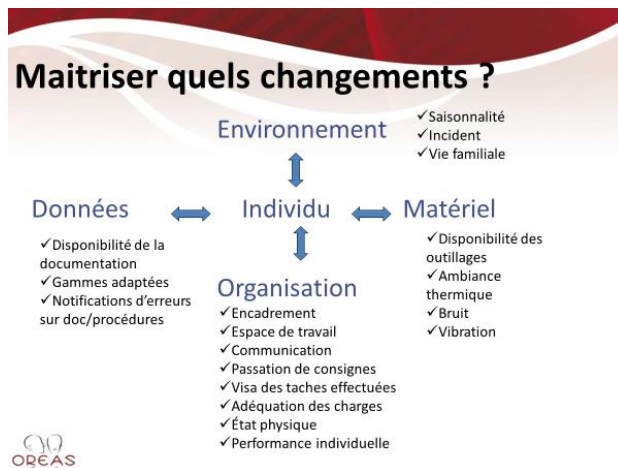 Maitriser quels changements ?
Environnement
✓Saisonnalité
✓Incident
✓Vie familiale
Données
Individu
Matériel
✓Disponibilité de la
documentation
✓Gammes adaptées
✓Notifications d'erreurs
sur doc/procédures
✓Disponibilité des
outillages
✓Ambiance
thermique
✓Bruit
✓Vibration
Organisation
✓Encadrement
✓Espace de travail
✓Communication
✓Passation de consignes
✓Visa des taches effectuées
✓Adéquation des charges
✓État physique
✓Performance individuelle
OREAS